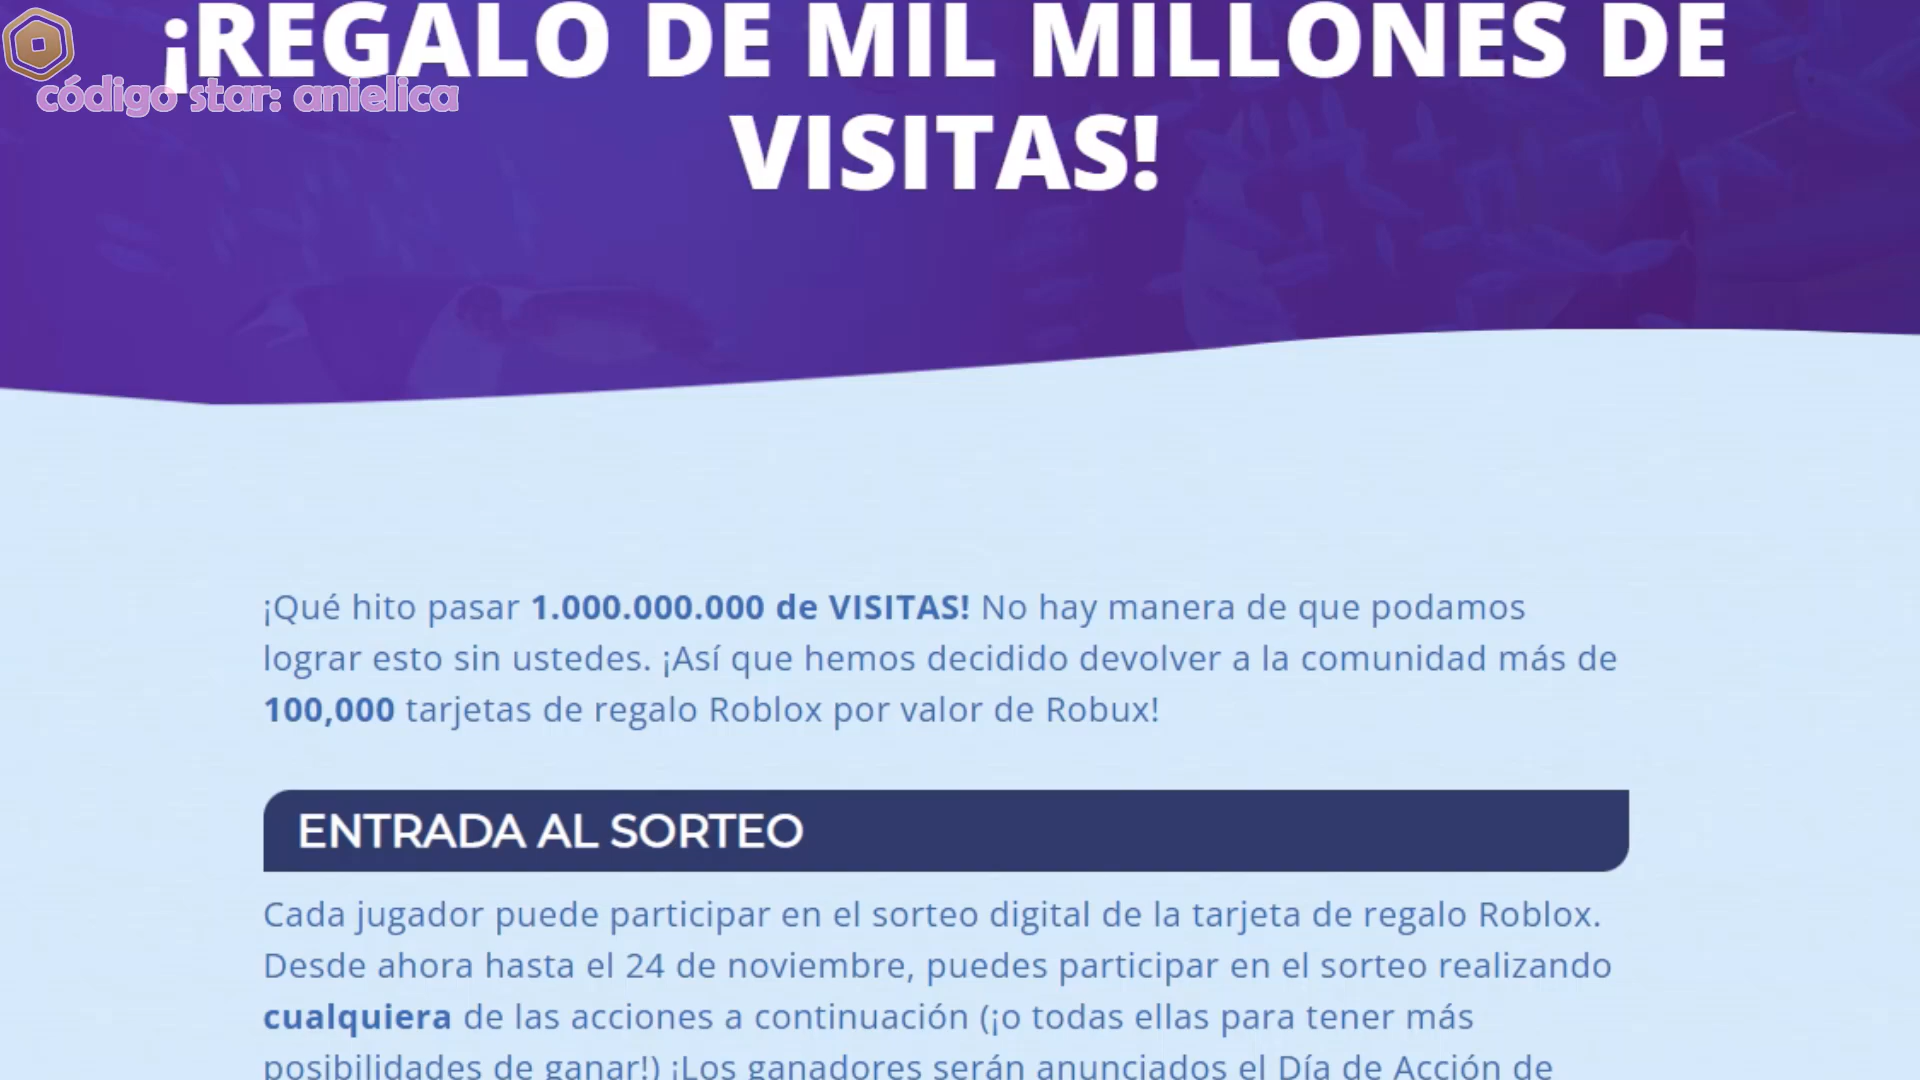 ¡REGALO DE MIL MILLONES DE
VISITAS!
código star: anielica
¡Qué hito pasar 1.000.000.000 de VISITAS! No hay manera de que podamos
lograr esto sin ustedes. ¡Así que hemos decidido devolver a la comunidad más de
100,000 tarjetas de regalo Roblox por valor de Robux!
ENTRADA AL SORTEO
Cada jugador puede participar en el sorteo digital de la tarjeta de regalo Roblox.
Desde ahora hasta el 24 de noviembre, puedes participar en el sorteo realizando
cualquiera de las acciones a continuación (¡o todas ellas para tener más
posibilidades de ganar!) ¡Los ganadores serán anunciados el Día de Acción de